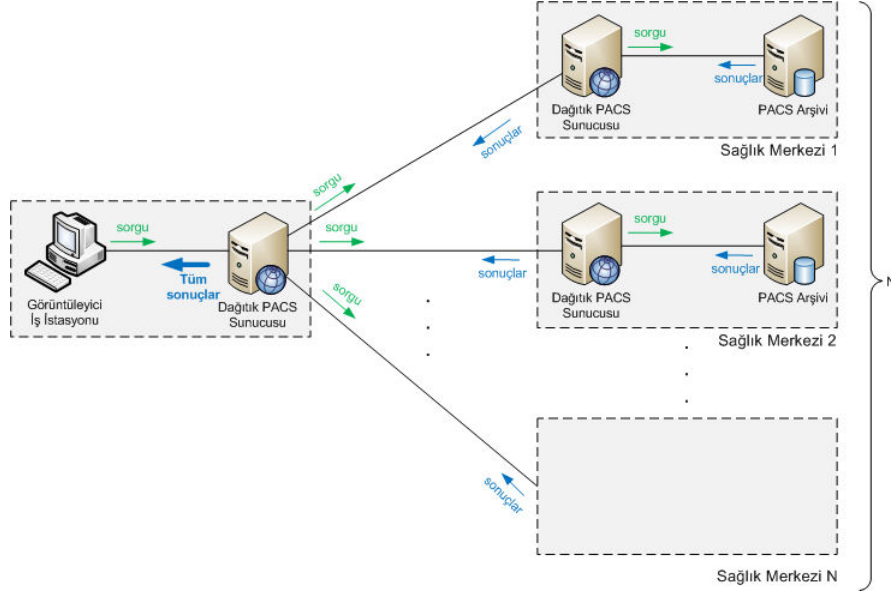 sorgu
sonuçlar
Dağıtık PACS
Sunucusu
PACS Arşivi
Sağlık Merkezi 1
sonuçlar
sorgu
sorgu
sorgu
Tüm
sonuçlar
Görüntüleyici
İş İstasyonu
Dağıtık PACS
Sunucusu
sorgu
sonuçlar
sorgu
sonuçlar
Dağıtık PACS
Sunucusu
PACS Arşivi
Sağlık Merkezi 2
N
sonuçlar
Sağlık Merkezi N